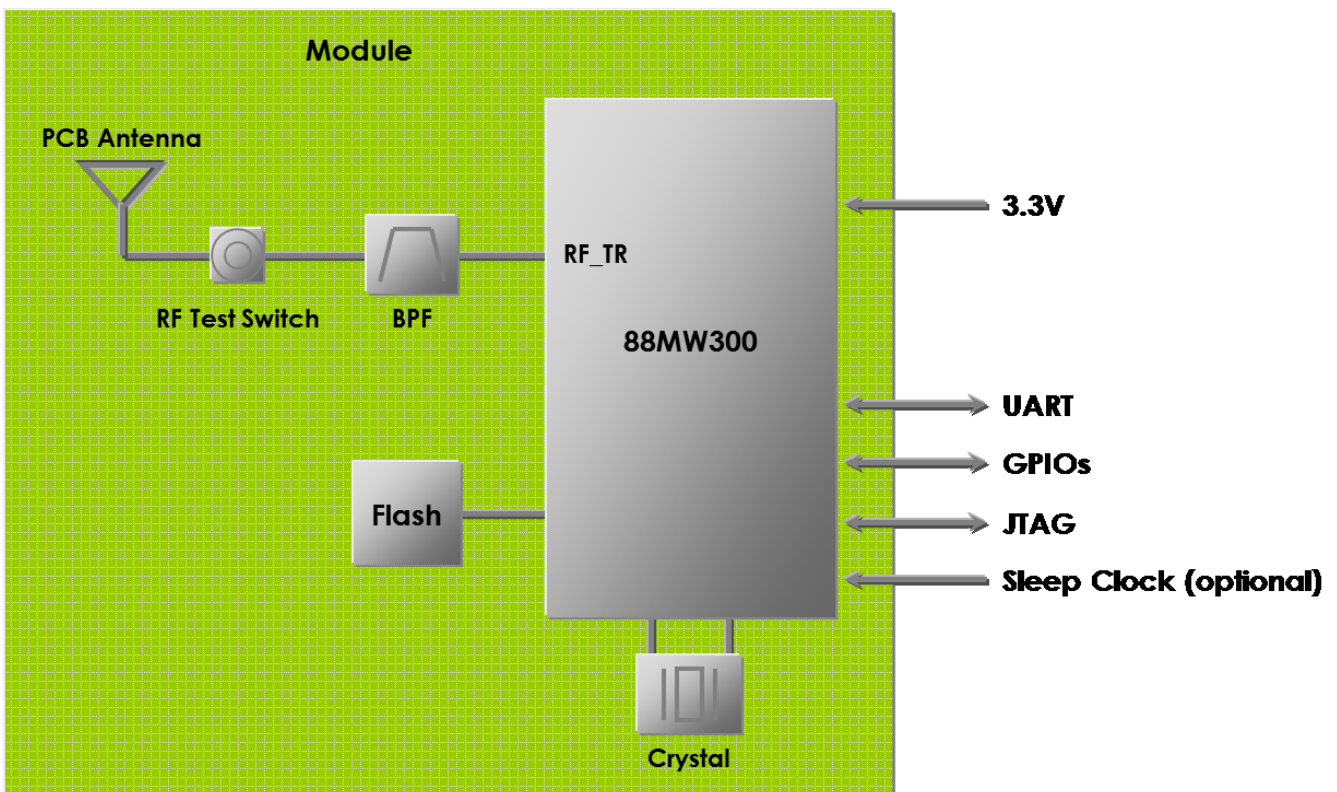 Module
PCB Antenna
3.3V
RF_TR
RF Test Switch
BPF
88MW300
UART
GPIOs
Flash
JTAG
Sleep Clock (optional)
Crystal